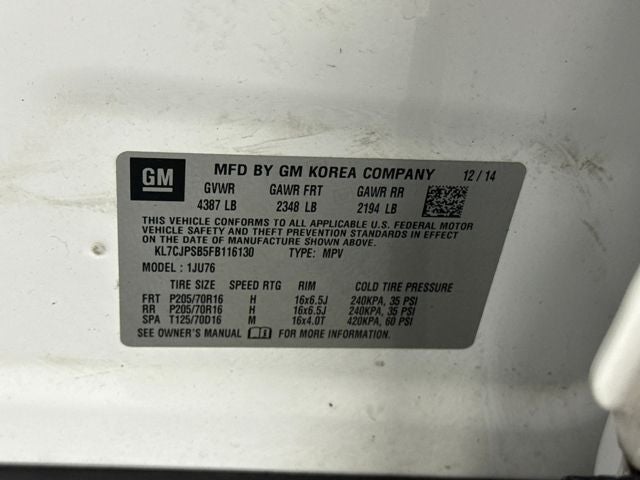 GM MFD BY GM KOREA COMPANY 12/14
GVWR GAWR FRT GAWR RR
4387 LB 2348 LB 2194 LB
THIS VEHICLE CONFORMS TO ALL APPLICABLE U.S. FEDERAL MOTOR
VEHICLE SAFETY AND THEFT PREVENTION STANDARDS IN EFFECT
ON THE DATE OF MANUFACTURE SHOWN ABOVE.
KL7CJPSB5FB116130 TYPE: MPV
MODEL : 1JU76
TIRE SIZE SPEED RTG RIM COLD TIRE PRESSURE
FRT P205/70R16 H 16x6.5J 240KPA, 35 PSI
RR P205/70R16 H 16x6.5J 240KPA, 35 PSI
SPA T125/70D16 M 16x4.0T 420KPA, 60 PSI
SEE OWNER'S MANUAL FOR MORE INFORMATION.